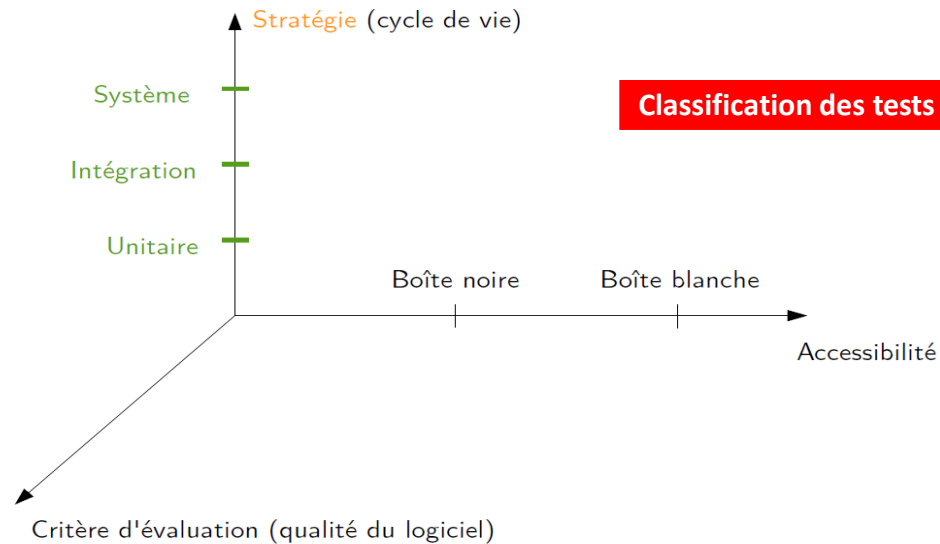 Stratégie (cycle de vie)
Système
Classification des tests
Intégration
Unitaire
Boîte noire
Boîte blanche
Accessibilité
Critère d'évaluation (qualité du logiciel)